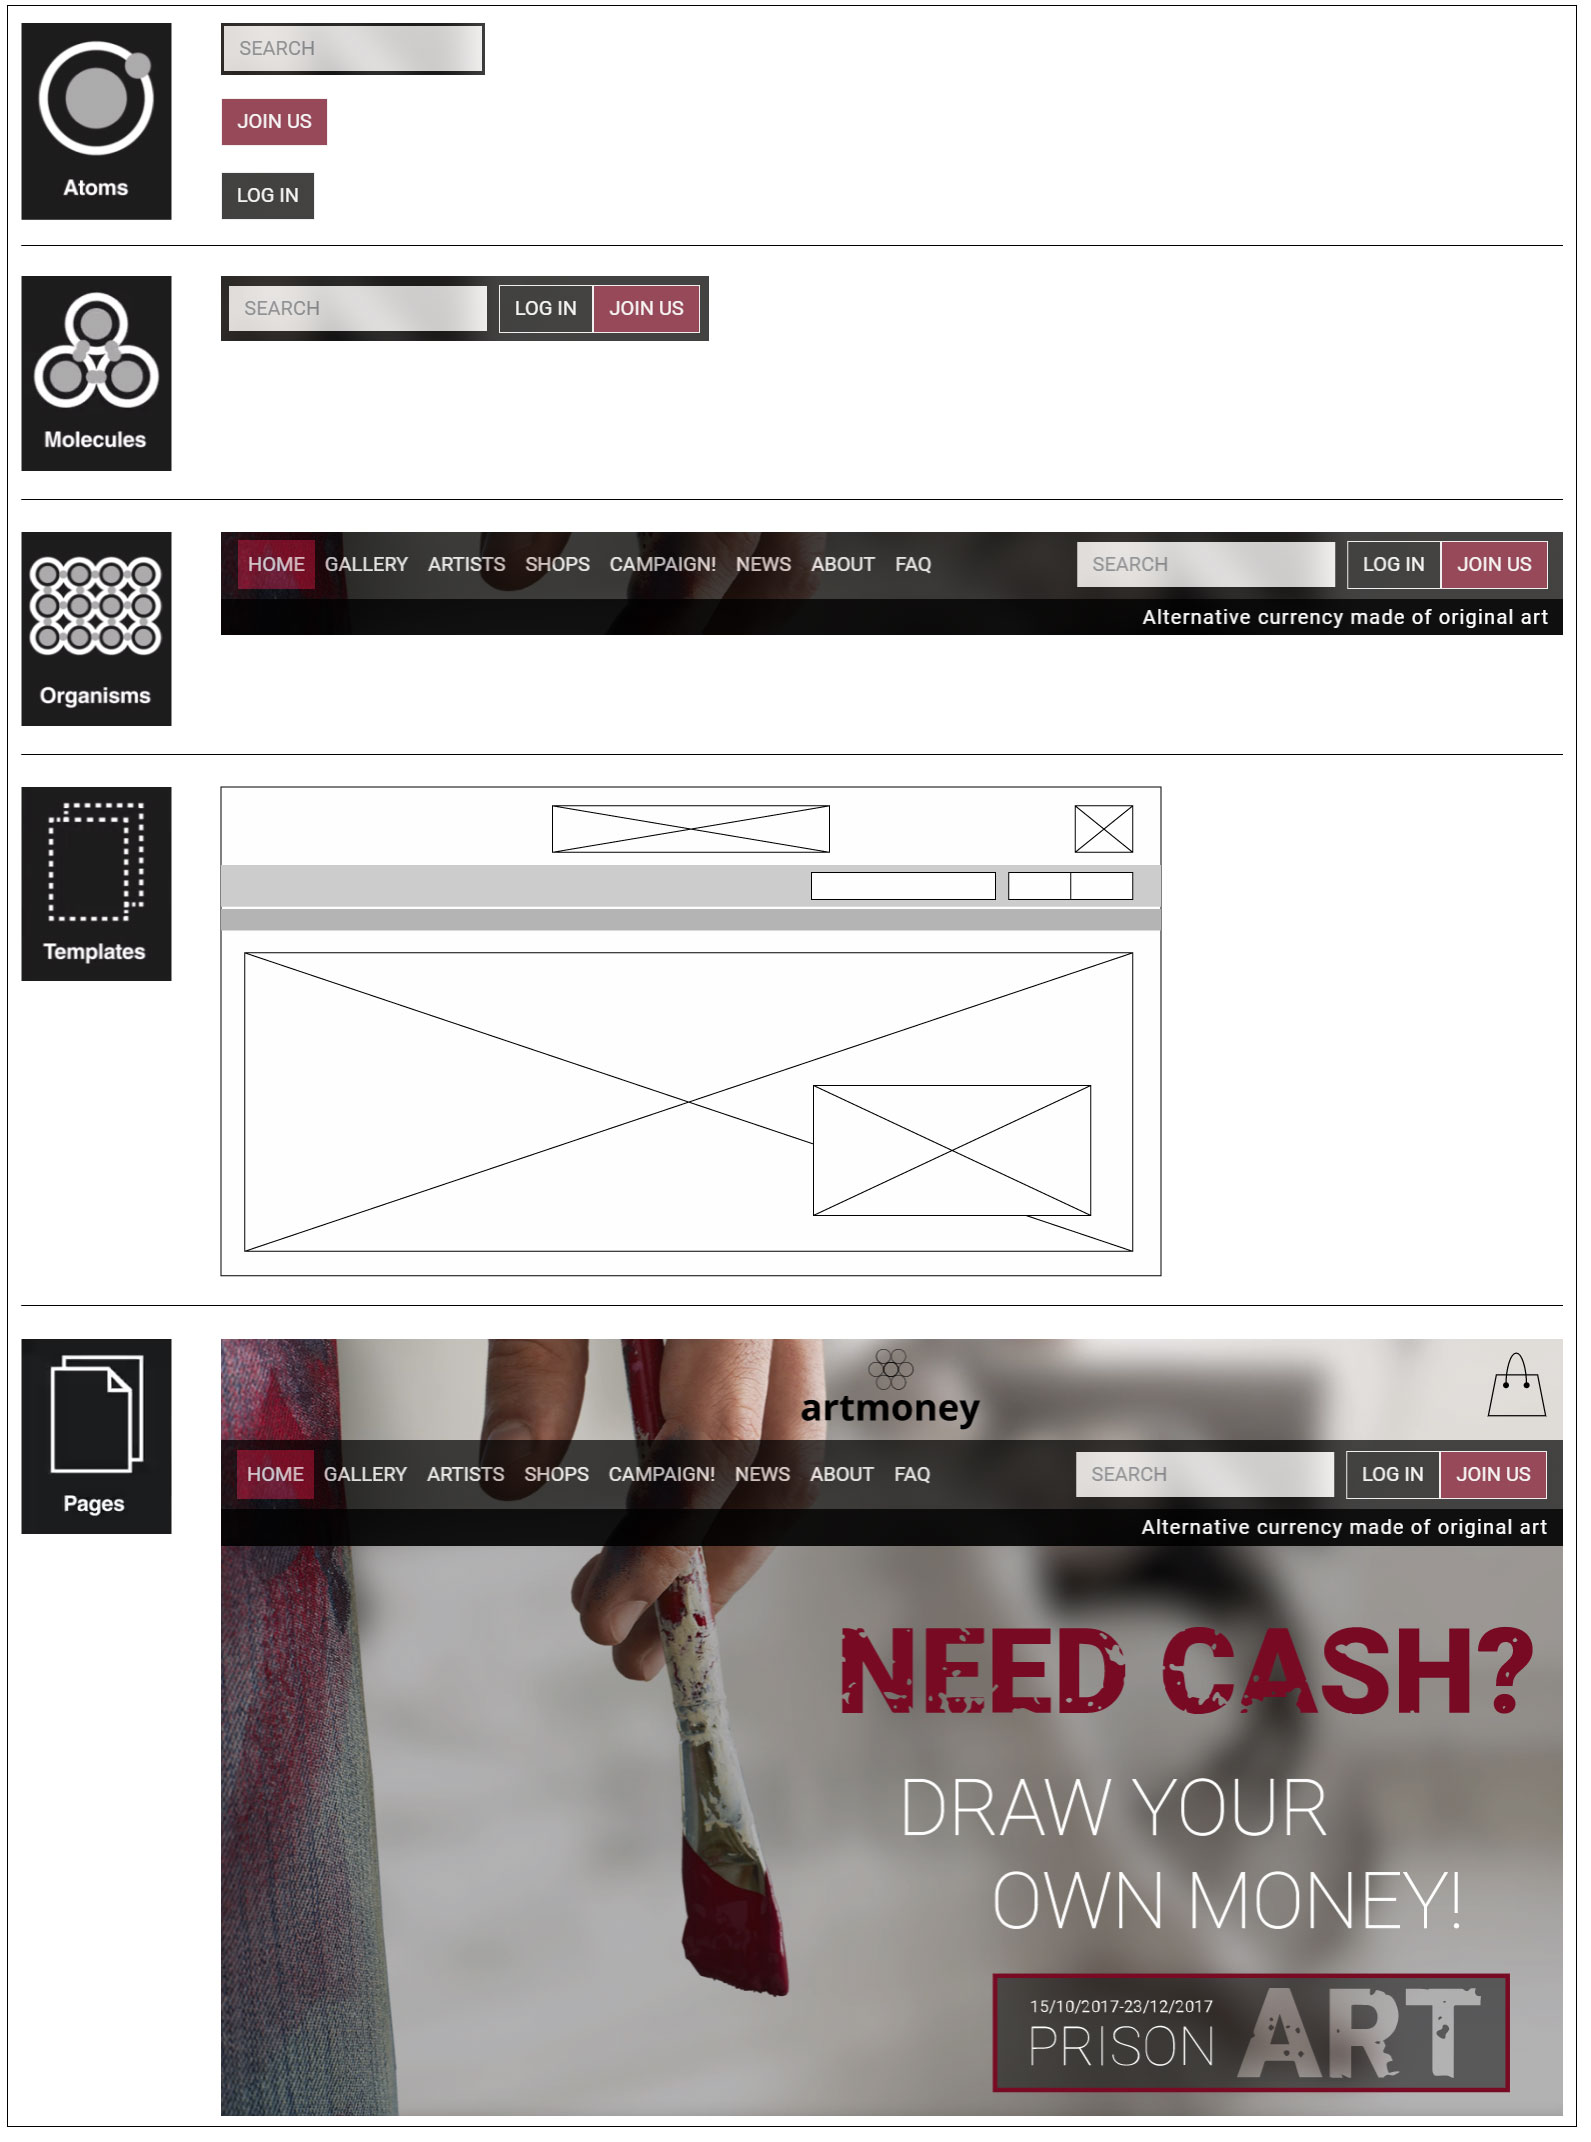 Atoms
SEARCH
JOIN US
LOG IN
Molecules
SEARCH LOG IN JOIN US
Organisms
HOME GALLERY ARTISTS SHOPS CAMPAIGN! NEWS ABOUT FAQ SEARCH LOG IN JOIN US
Alternative currency made of original art
Templates
Pages
artmoney
HOME GALLERY ARTISTS SHOPS CAMPAIGN! NEWS ABOUT FAQ SEARCH LOG IN JOIN US
Alternative currency made of original art
NEED CASH?
DRAW YOUR
OWN MONEY!
15/10/2017-23/12/2017
PRISON ART